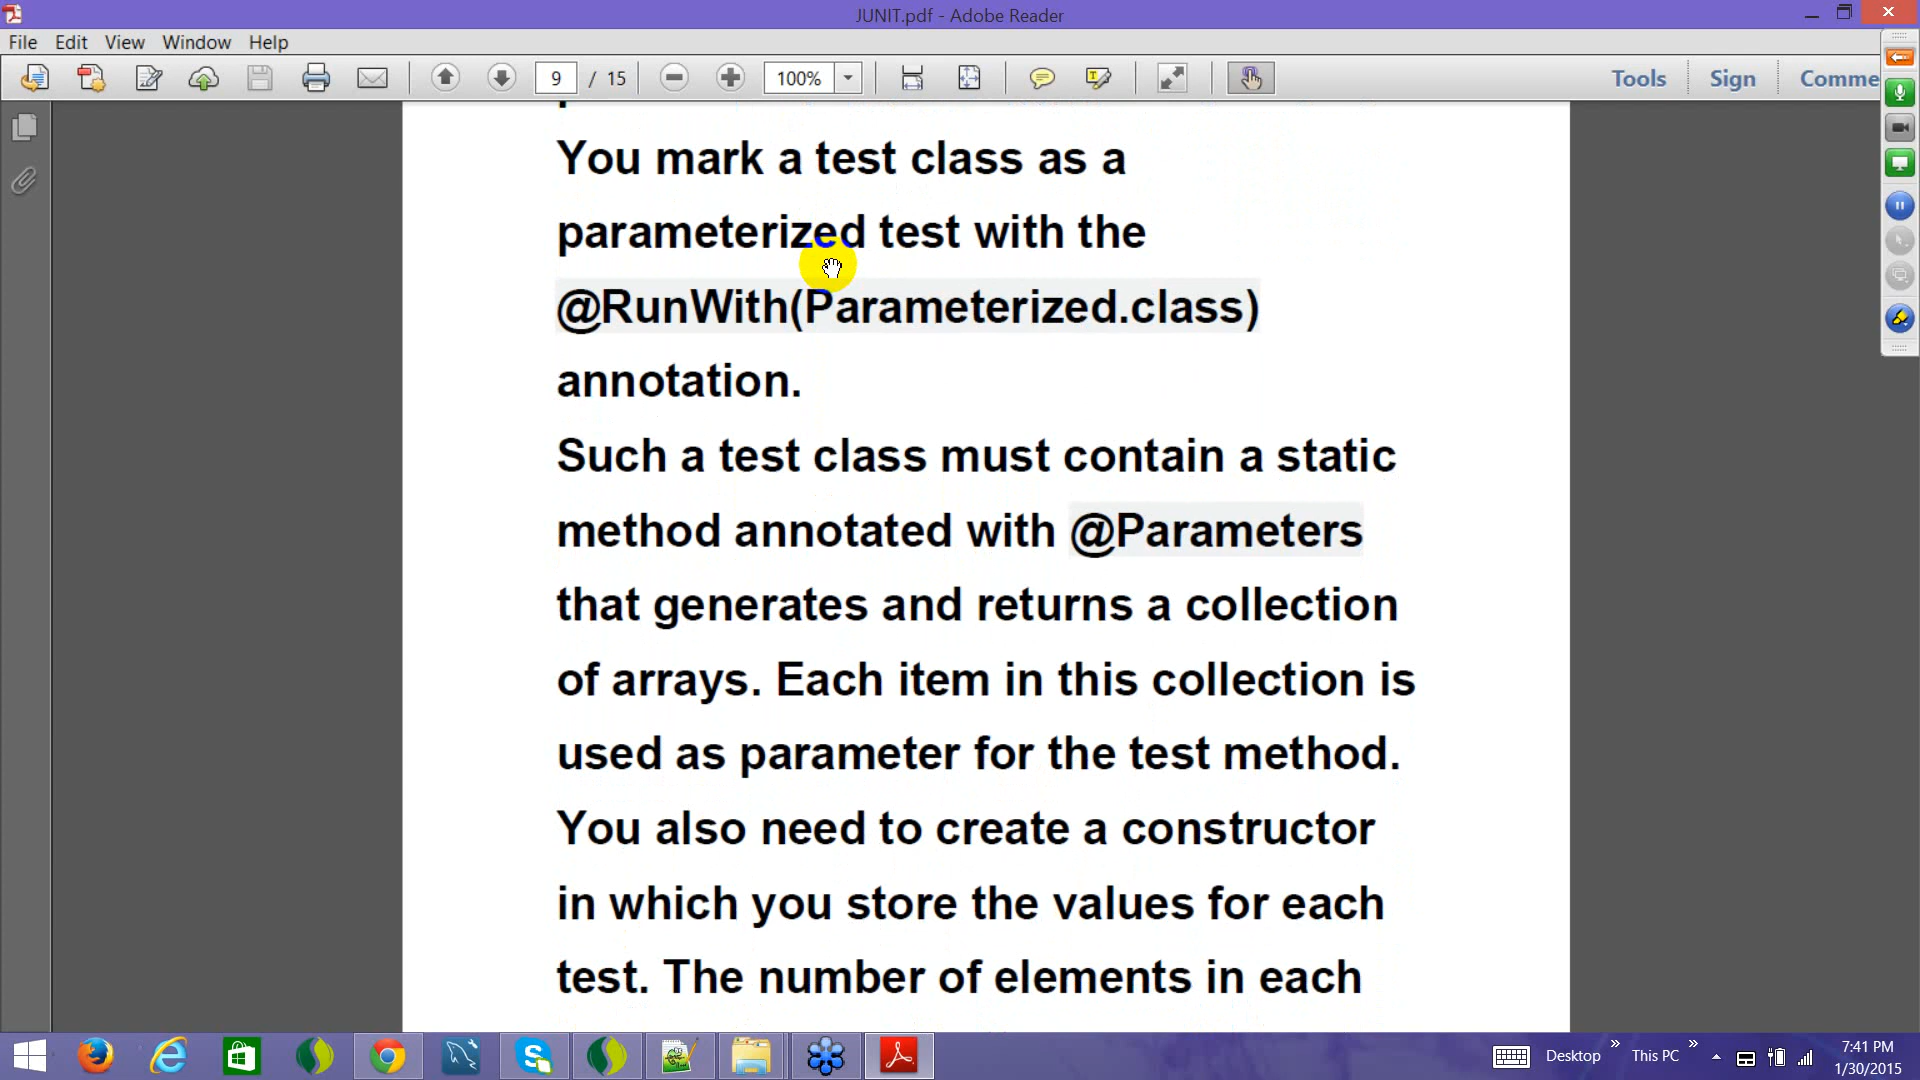 JUNIT.pdf - Adobe Reader
File Edit View Window Help
9 / 15 100% Tools Sign Comme
You mark a test class as a
parameterized test with the
@RunWith(Parameterized.class)
annotation.
Such a test class must contain a static
method annotated with @Parameters
that generates and returns a collection
of arrays. Each item in this collection is
used as parameter for the test method.
You also need to create a constructor
in which you store the values for each
test. The number of elements in each
Desktop » This PC » 7:41 PM
1/30/2015